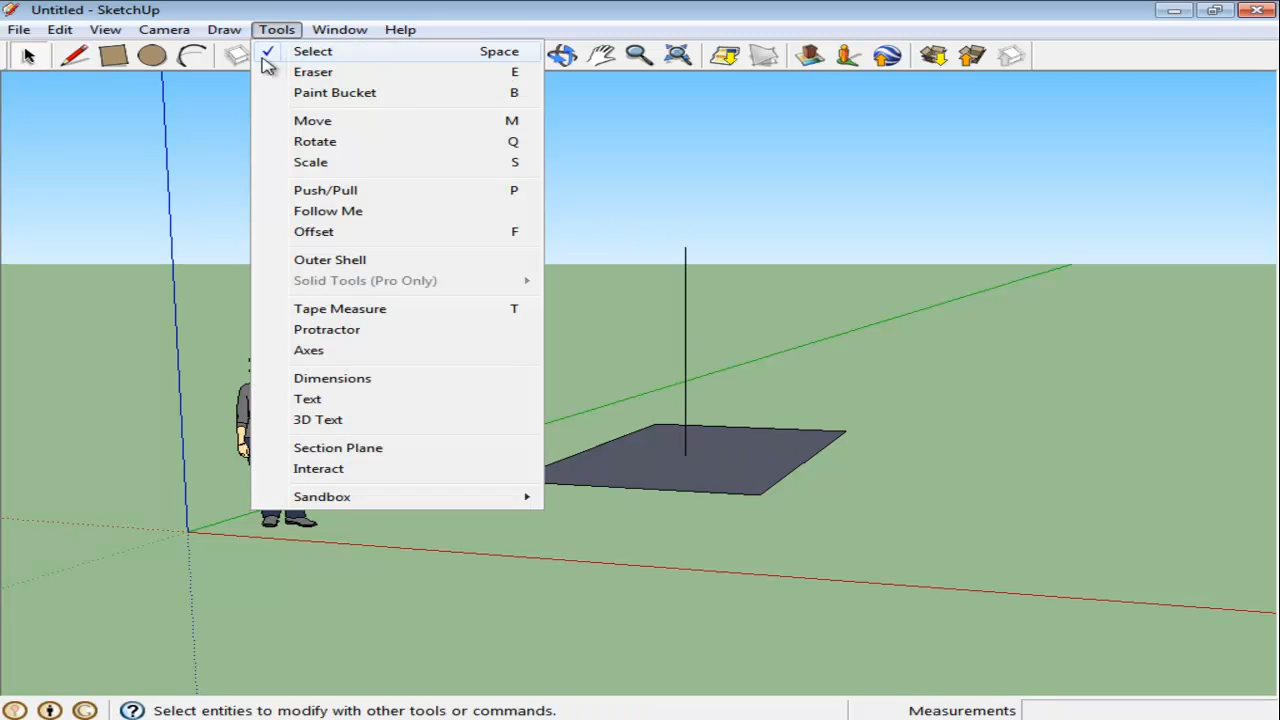 Untitled - SketchUp
File Edit View Camera Draw Tools Window Help
Select Space
Eraser E
Paint Bucket B
Move M
Rotate Q
Scale S
Push/Pull P
Follow Me
Offset F
Outer Shell
Solid Tools (Pro Only)
Tape Measure T
Protractor
Axes
Dimensions
Text
3D Text
Section Plane
Interact
Sandbox
Select entities to modify with other tools or commands. Measurements